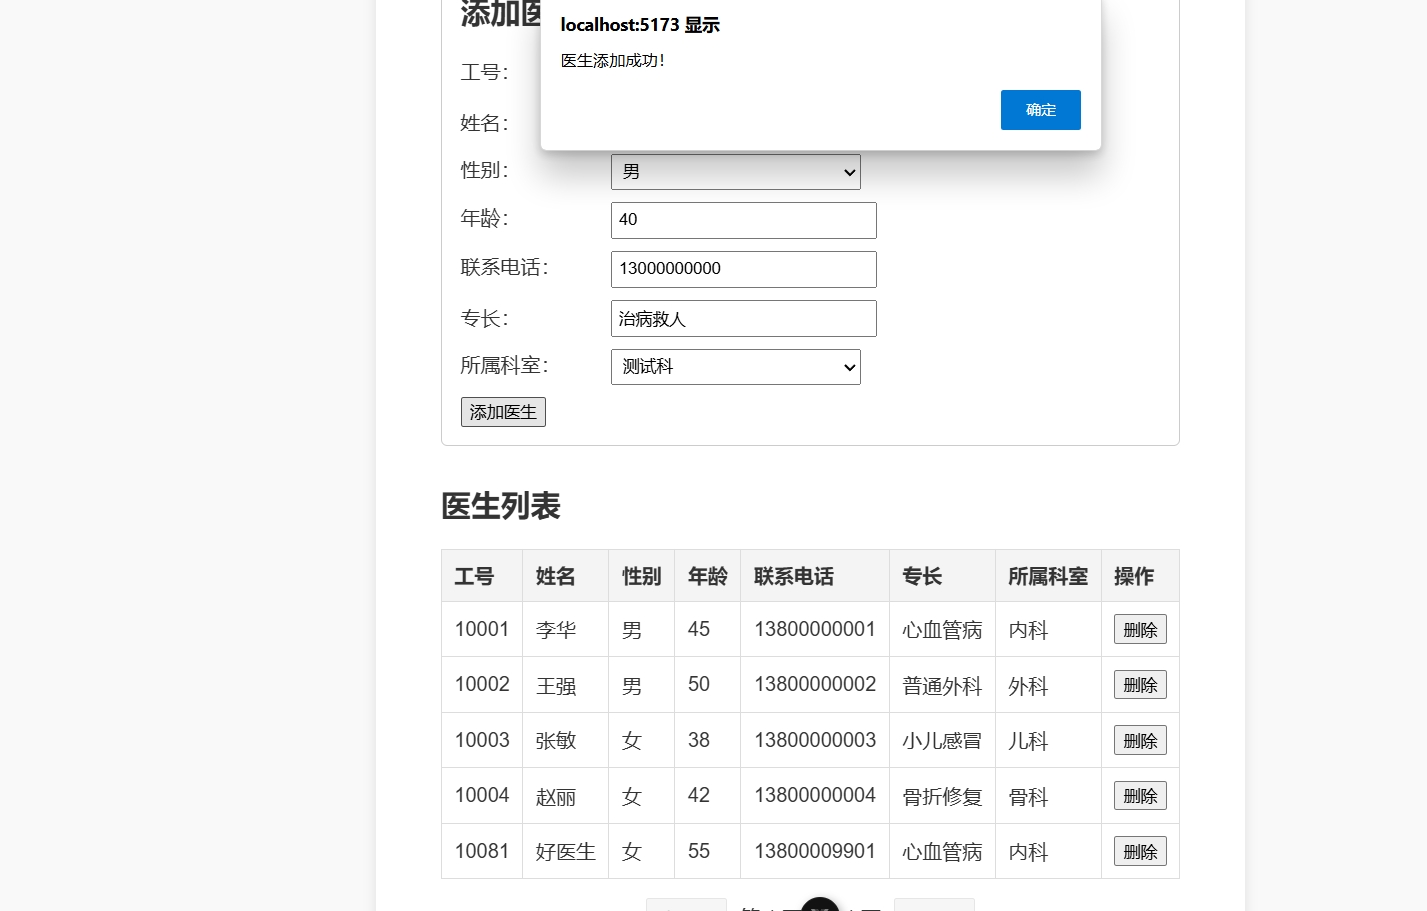 添加医
localhost:5173 显示
医生添加成功！
确定
工号：
姓名：
性别：
男
年龄：
40
联系电话：
13000000000
专长：
治病救人
所属科室：
测试科
添加医生
医生列表
工号 姓名 性别 年龄 联系电话 专长 所属科室 操作
10001 李华 男 45 13800000001 心血管病 内科 删除
10002 王强 男 50 13800000002 普通外科 外科 删除
10003 张敏 女 38 13800000003 小儿感冒 儿科 删除
10004 赵丽 女 42 13800000004 骨折修复 骨科 删除
10081 好医生 女 55 13800009901 心血管病 内科 删除